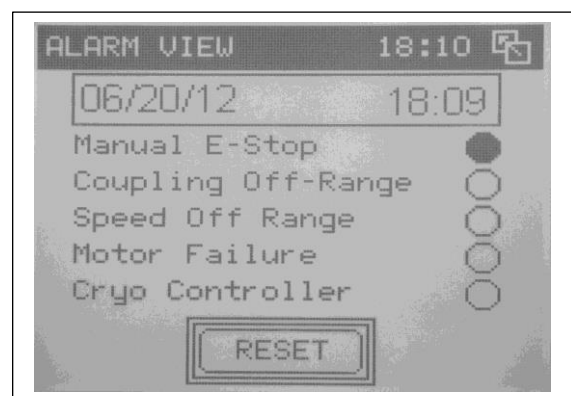 ALARM VIEW 18:10
06/20/12 18:09
Manual E-Stop
Coupling Off-Range
Speed Off Range
Motor Failure
Cryo Controller
RESET